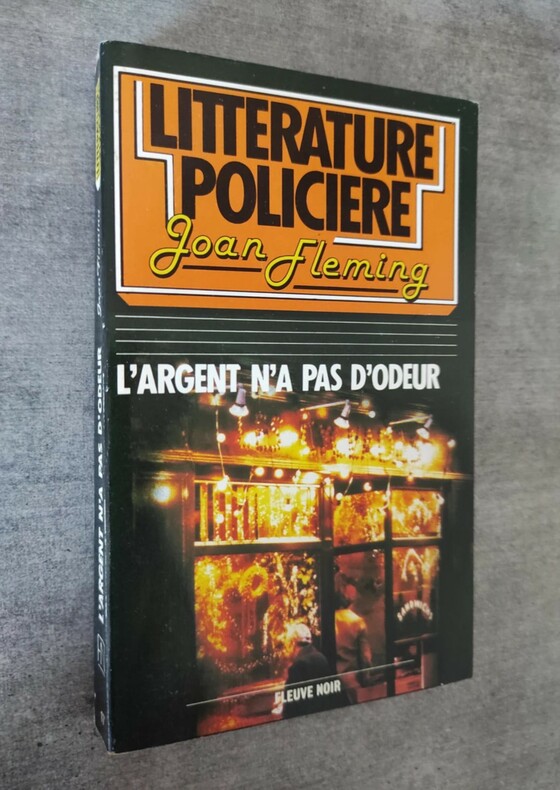 LITTERATURE
POLICIERE
Joan Fleming
L'ARGENT N'A PAS D'ODEUR
FLEUVE NOIR
L'ARGENT N'A PAS D'ODEUR
Joan Fleming